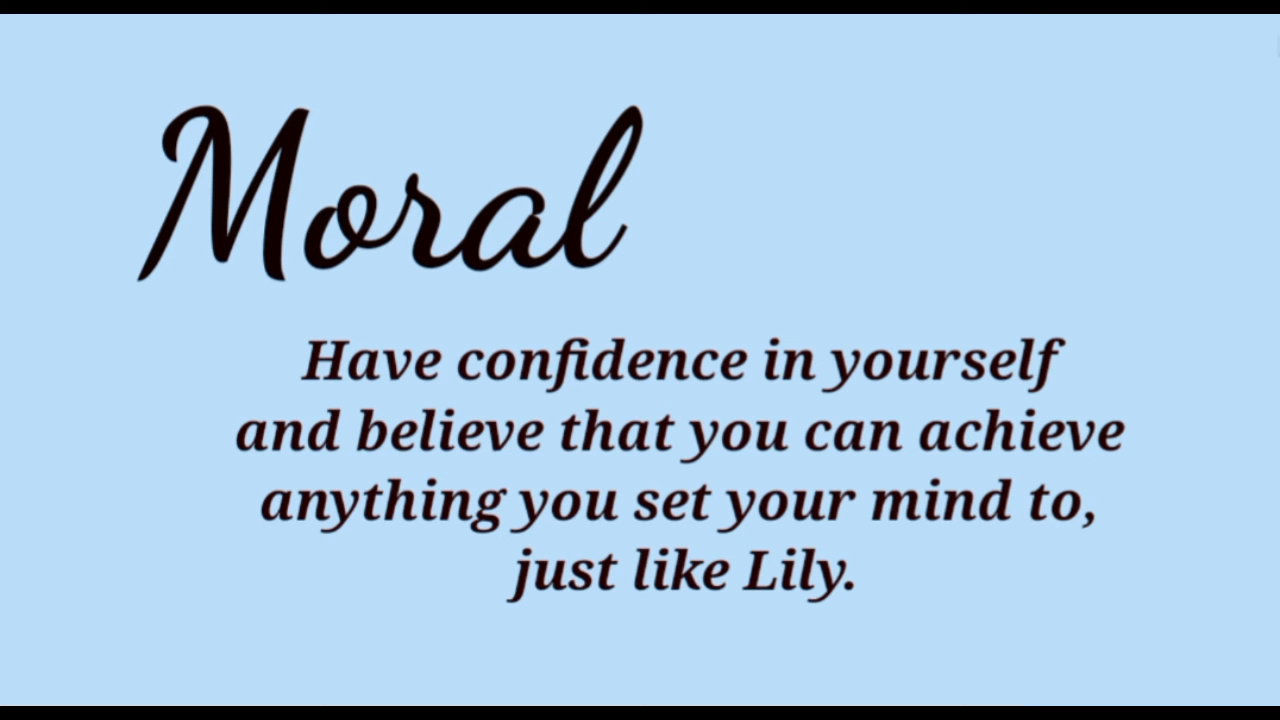 Moral
Have confidence in yourself
and believe that you can achieve
anything you set your mind to,
just like Lily.